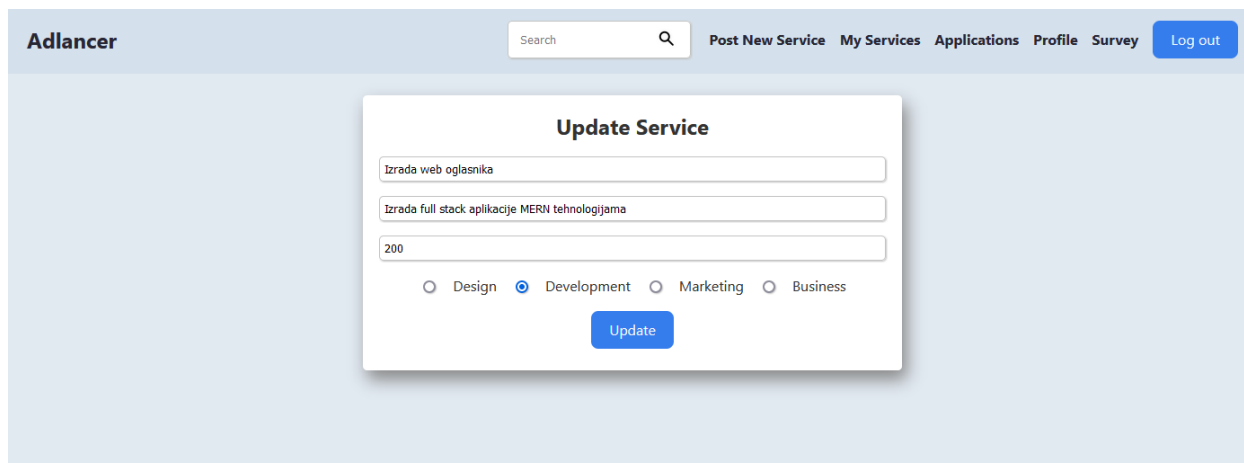 Adlancer Search Post New Service My Services Applications Profile Survey Log out
Update Service
Izrada web oglasnika
Izrada full stack aplikacije MERN tehnologijama
200
Design Development Marketing Business
Update